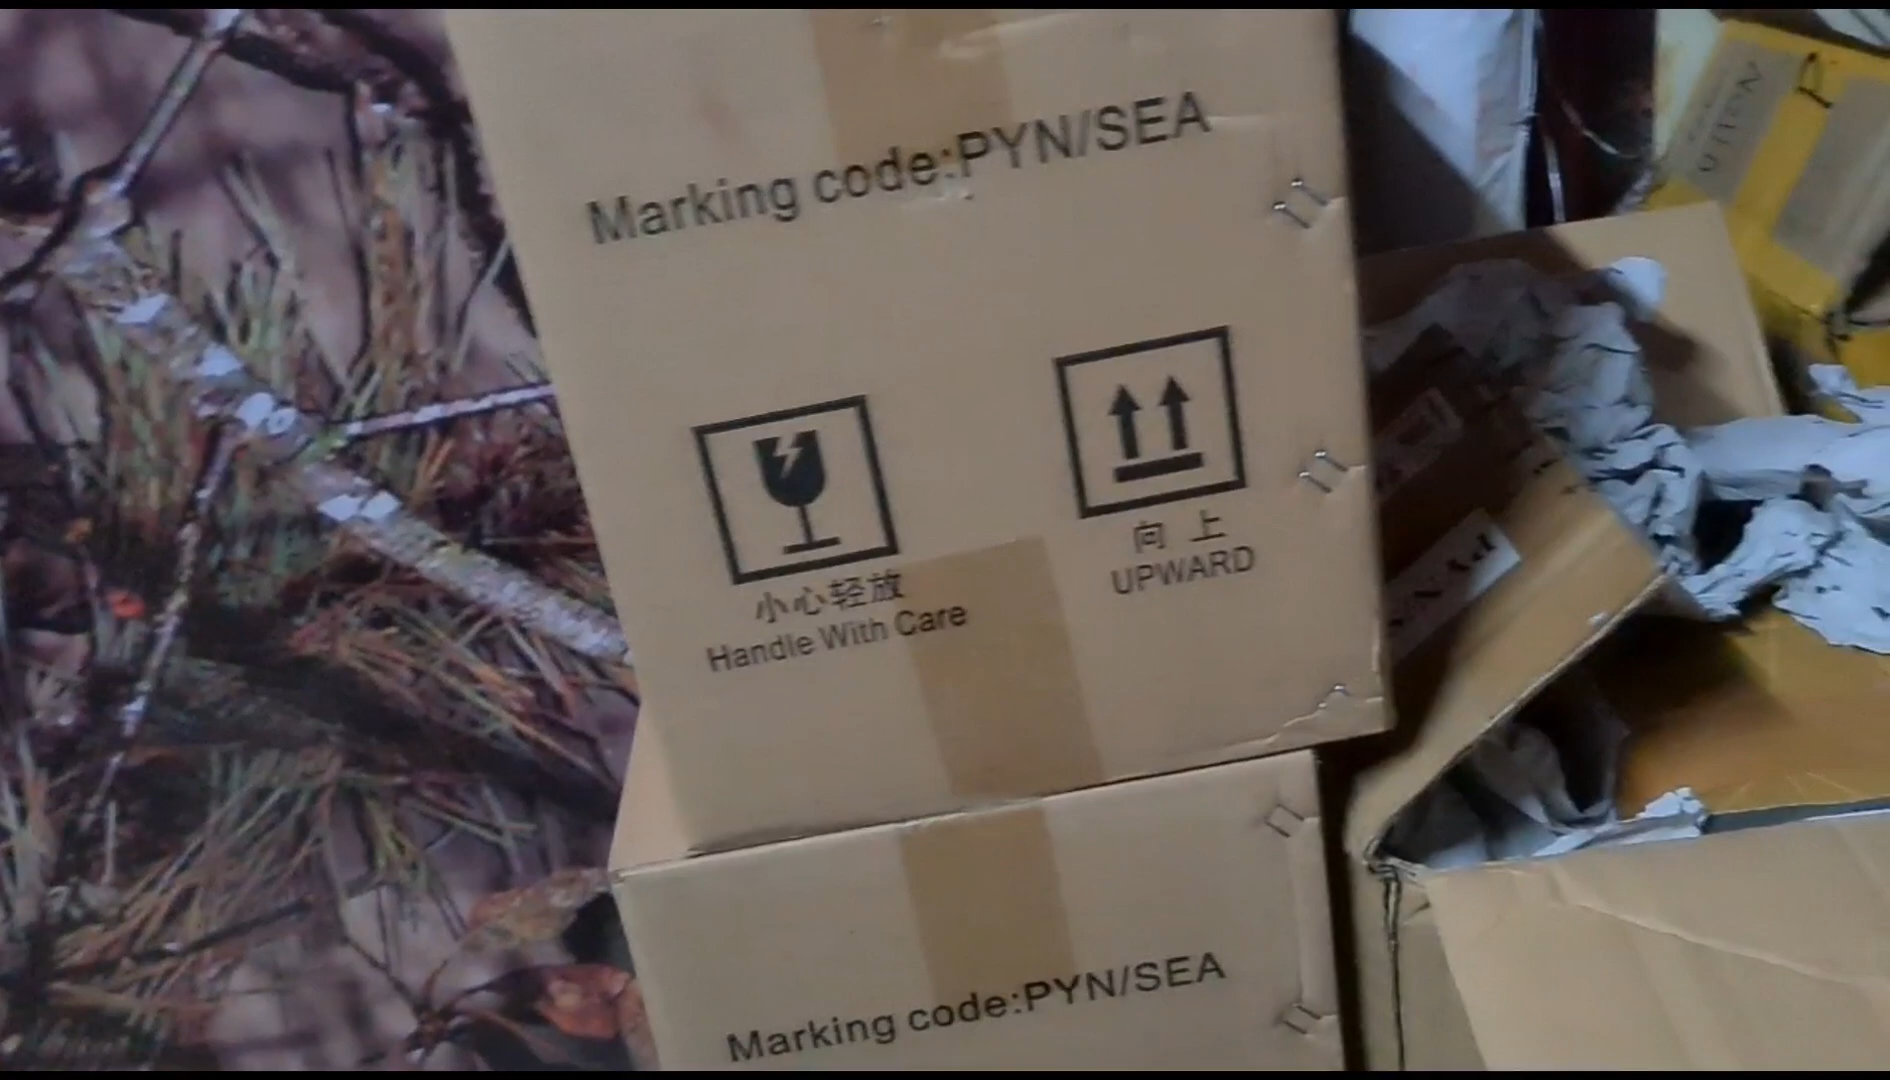 Marking code:PYN/SEA
小心轻放
Handle With Care
向 上
UPWARD
Marking code:PYN/SEA